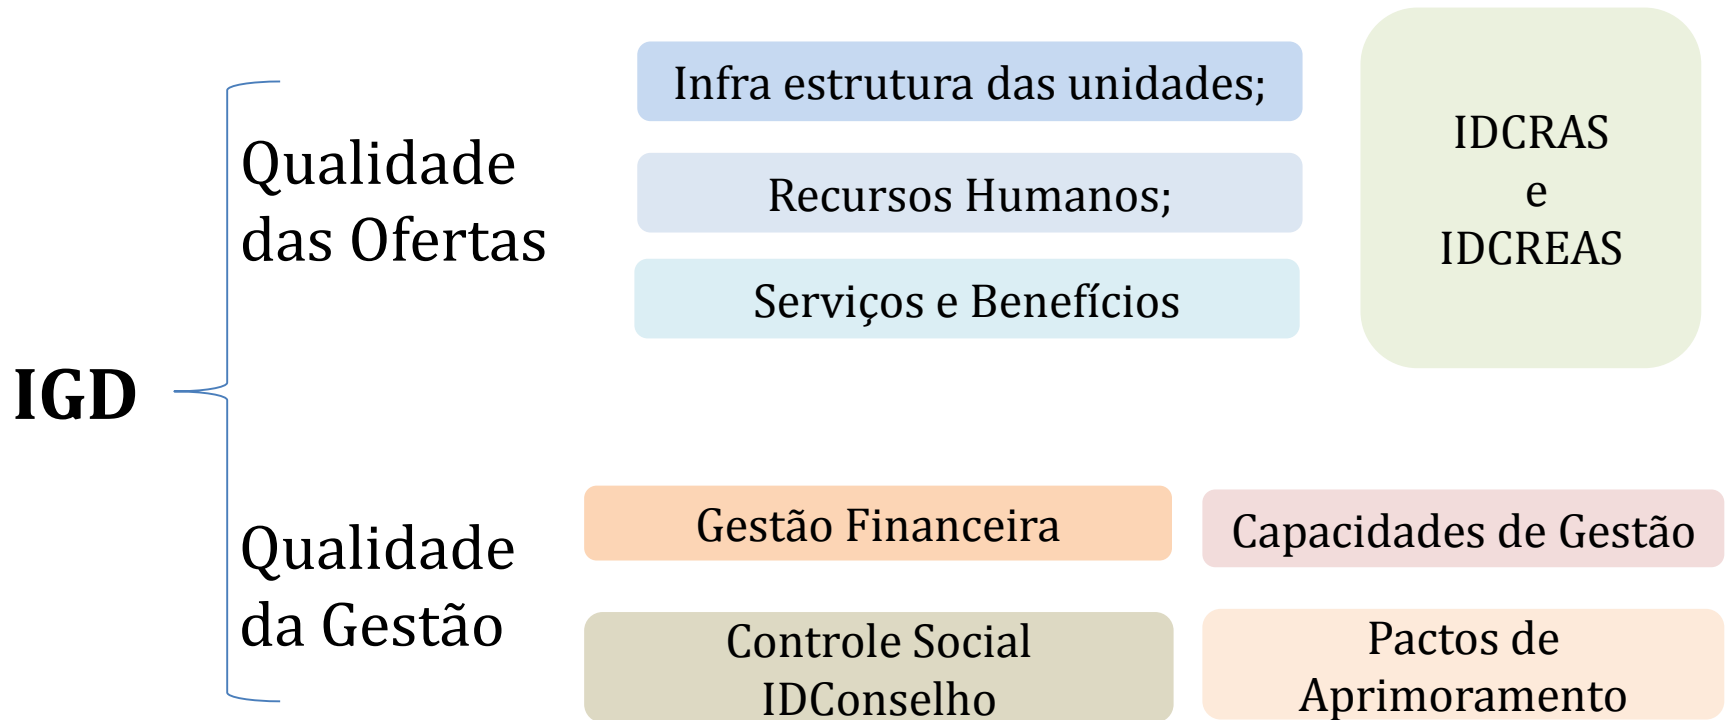 IGD
Qualidade
das Ofertas
Infra estrutura das unidades;
Recursos Humanos;
Serviços e Benefícios
IDCRAS
e
IDCREAS
Qualidade
da Gestão
Gestão Financeira
Capacidades de Gestão
Controle Social
IDConselho
Pactos de
Aprimoramento